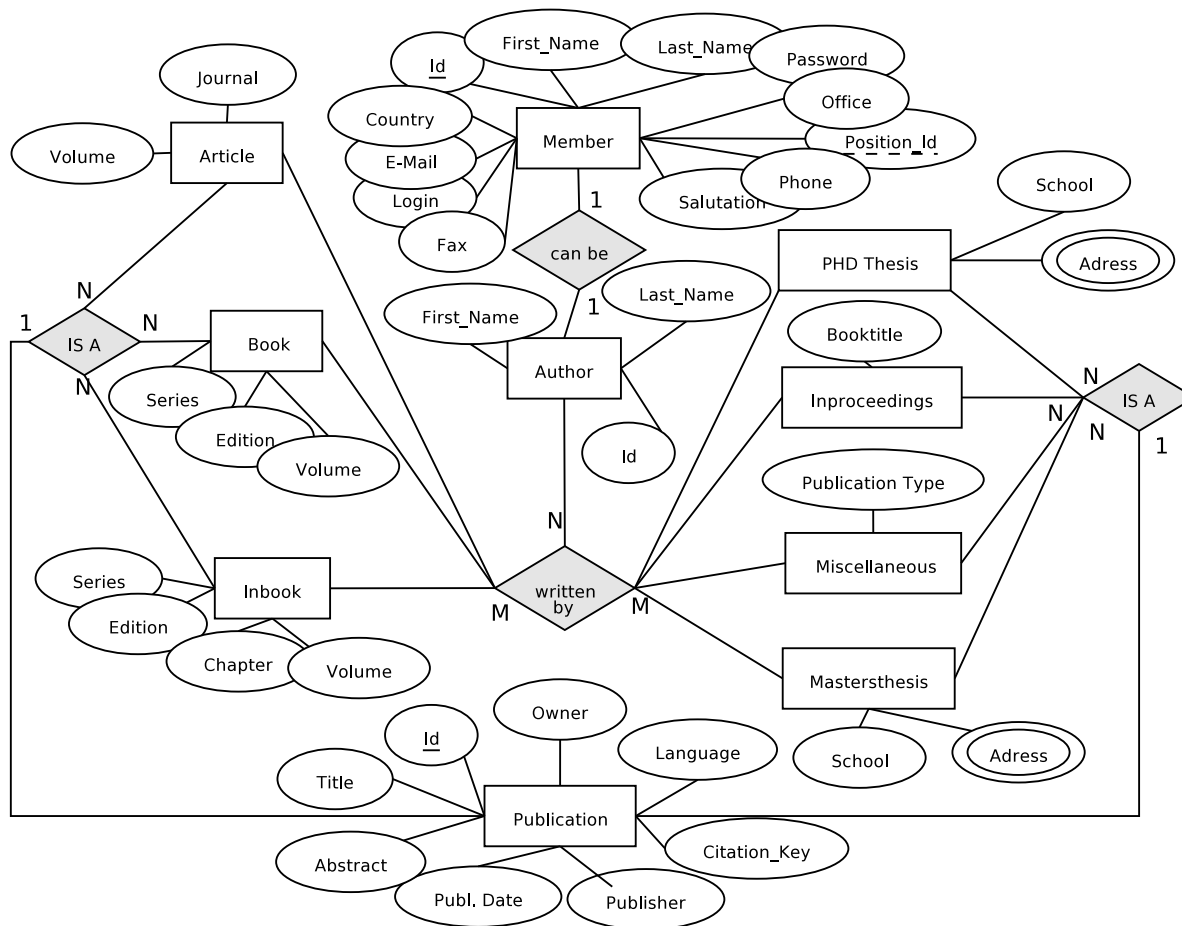 First_Name
Last_Name
Id
Password
Journal
Office
Country
Member
Position_Id
Volume
Article
E-Mail
Phone
School
Login
Salutation
1
Fax
can be
PHD Thesis
Adress
N
Last_Name
1
First_Name
1
N
Booktitle
IS A
Book
Author
N
N
Inproceedings
IS A
Series
N
N
Edition
1
Id
Volume
Publication Type
N
Series
Inbook
written
by
Miscellaneous
M
M
Edition
Chapter
Volume
Mastersthesis
Owner
Id
Language
School
Adress
Title
Publication
Citation_Key
Abstract
Publ. Date
Publisher